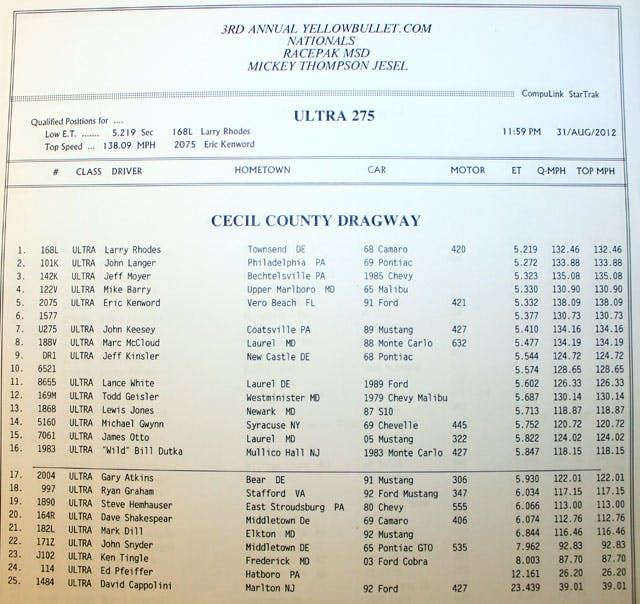 3RD ANNUAL YELLOWBULLET.COM
NATIONALS
RACEPAK MSD
MICKEY THOMPSON JESEL
CompuLink StarTrak
ULTRA 275
Qualified Positions for ....
Low E.T. ....... 5.219 Sec 168L Larry Rhodes 11:59 PM 31/AUG/2012
Top Speed ... 138.09 MPH 2075 Eric Kenword
# CLASS DRIVER HOMETOWN CAR MOTOR ET Q-MPH TOP MPH
CECIL COUNTY DRAGWAY
1. 168L ULTRA Larry Rhodes Townsend DE 68 Camaro 420 5.219 132.46 132.46
2. 101K ULTRA John Langer Philadelphia PA 69 Pontiac 5.272 133.88 133.88
3. 142K ULTRA Jeff Moyer Bechtelsville PA 1985 Chevy 5.323 135.08 135.08
4. 122V ULTRA Mike Barry Upper Marlboro MD 65 Malibu 5.330 130.90 130.90
5. 2075 ULTRA Eric Kenword Vero Beach FL 91 Ford 421 5.332 138.09 138.09
6. 1577 5.377 130.73 130.73
7. U275 ULTRA John Keesey Coatsville PA 89 Mustang 427 5.410 134.16 134.16
8. 188V ULTRA Marc McCloud Laurel MD 88 Monte Carlo 632 5.477 134.19 134.19
9. DR1 ULTRA Jeff Kinsler New Castle DE 68 Pontiac 5.544 124.72 124.72
10. 6521 5.574 128.65 128.65
11. 8655 ULTRA Lance White Laurel DE 1989 Ford 5.602 126.33 126.33
12. 169M ULTRA Todd Geisler Westminister MD 1979 Chevy Malibu 5.687 130.14 130.14
13. 1868 ULTRA Lewis Jones Newark MD 87 S10 5.713 118.87 118.87
14. 5160 ULTRA Michael Gwynn Syracuse NY 69 Chevelle 445 5.752 120.72 120.72
15. 7061 ULTRA James Otto Laurel MD 05 Mustang 322 5.822 124.02 124.02
16. 1983 ULTRA "Wild" Bill Dutka Mullico Hall NJ 1983 Monte Carlo 427 5.847 118.15 118.15
17. 2004 ULTRA Gary Atkins Bear DE 91 Mustang 306 5.930 122.01 122.01
18. 997 ULTRA Ryan Graham Stafford VA 92 Ford Mustang 347 6.034 117.15 117.15
19. 1890 ULTRA Steve Hemhauser East Stroudsburg PA 80 Chevy 555 6.066 113.00 113.00
20. 164R ULTRA Dave Shakespear Middletown De 69 Camaro 406 6.074 112.76 112.76
21. 182L ULTRA Mark Dill Elkton MD 92 Mustang 6.844 116.46 116.46
22. 171Z ULTRA John Snyder Middletown DE 65 Pontiac GTO 535 7.962 92.83 92.83
23. J102 ULTRA Ken Tingle Frederick MD 03 Ford Cobra 8.003 87.70 87.70
24. 114 ULTRA Ed Pfeiffer Hatboro PA 12.161 26.20 26.20
25. 1484 ULTRA David Cappolini Marlton NJ 92 Ford 427 23.439 39.01 39.01